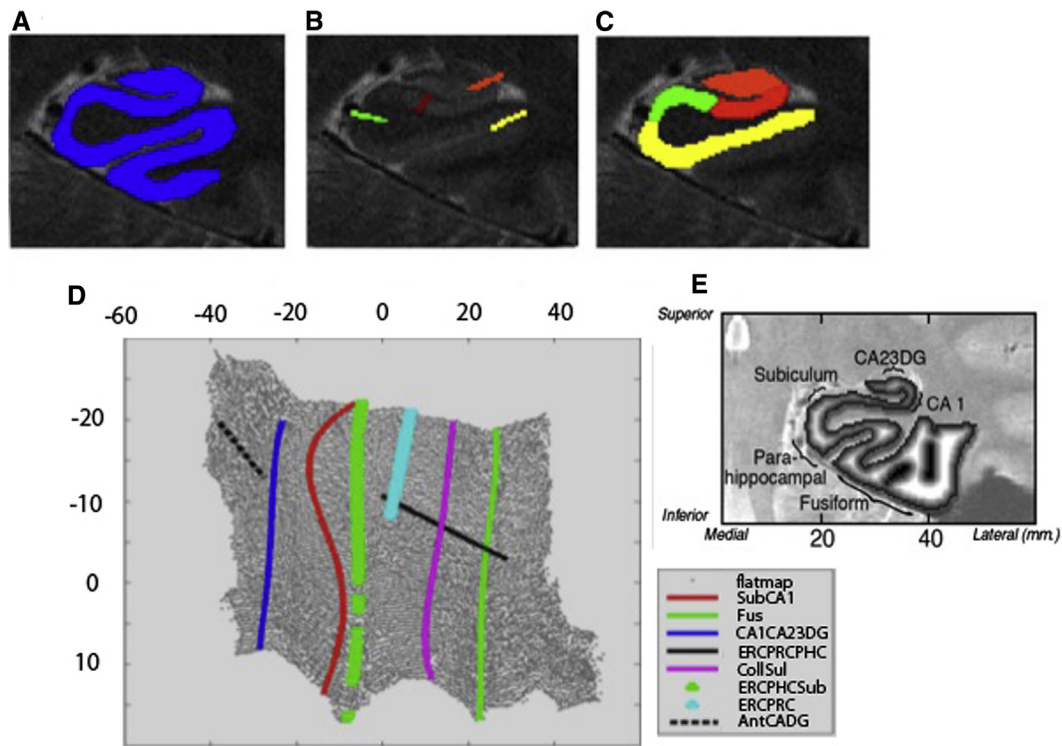 A
B
C
D
-60 -40 -20 0 20 40
-20
-10
0
10
E
Superior
CA23DG
Subiculum
CA 1
Para-
hippocampal
Fusiform
Inferior
Medial 20 40 Lateral (mm.)
flatmap
SubCA1
Fus
CA1CA23DG
ERCPRCPHC
CollSul
ERCPHCSub
ERCPRC
AntCADG